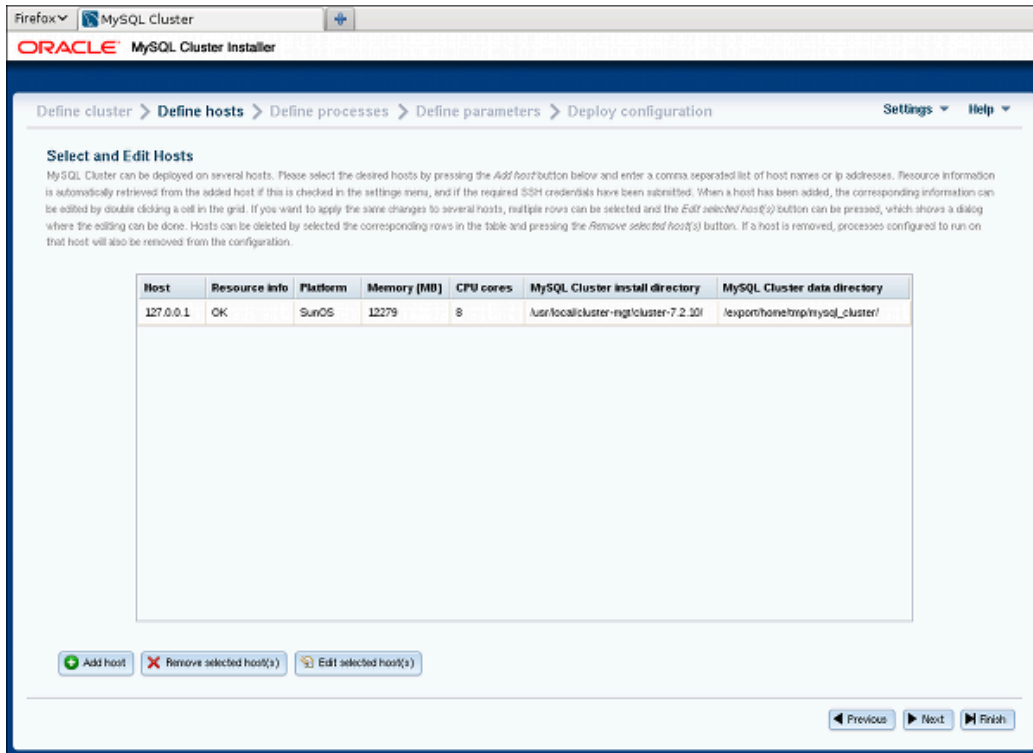 Firefox MySQL Cluster
ORACLE MySQL Cluster Installer
Define cluster Define hosts Define processes Define parameters Deploy configuration Settings Help
Select and Edit Hosts
MySQL Cluster can be deployed on several hosts. Please select the desired hosts by pressing the Add host button below and enter a comma separated list of host names or ip addresses. Resource information
is automatically retrieved from the added host if this is checked in the settings menu, and if the required SSH credentials have been submitted. When a host has been added, the corresponding information can
be edited by double clicking a cell in the grid. If you want to apply the same changes to several hosts, multiple rows can be selected and the Edit selected host(s) button can be pressed, which shows a dialog
where the editing can be done. Hosts can be deleted by selected the corresponding rows in the table and pressing the Remove selected host(s) button. If a host is removed, processes configured to run on
that host will also be removed from the configuration.
Host Resource info Platform Memory [MB] CPU cores MySQL Cluster install directory MySQL Cluster data directory
127.0.0.1 OK SunOS 12279 8 /usr/local/cluster-mgt/cluster-7.2.10/ /export/home/tmp/mysql_cluster/
Add host Remove selected host(s) Edit selected host(s)
Previous Next Finish